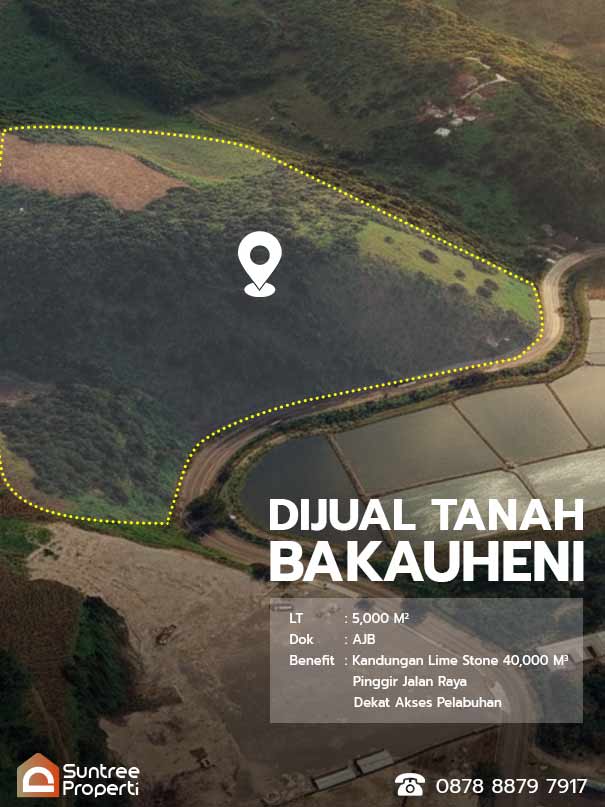 DIJUAL TANAH
BAKAUHENI
LT : 5,000 M²
Dok : AJB
Benefit : Kandungan Lime Stone 40,000 M³
Pinggir Jalan Raya
Dekat Akses Pelabuhan
Suntree
Properti
0878 8879 7917